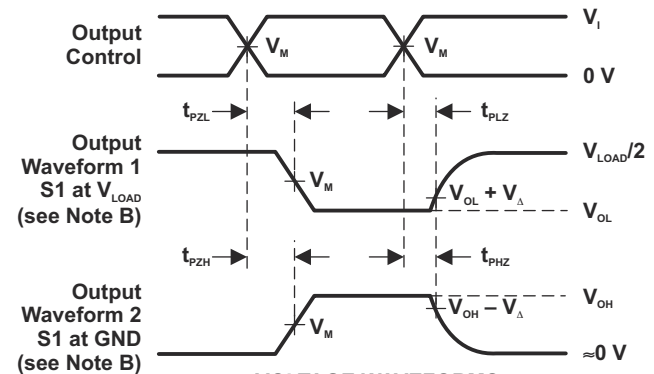 Output
Control
V_M
V_M
V_I
0 V
t_PZL
t_PLZ
Output
Waveform 1
S1 at V_LOAD
(see Note B)
V_M
V_OL + V_Δ
V_LOAD/2
V_OL
t_PZH
t_PHZ
Output
Waveform 2
S1 at GND
(see Note B)
V_M
V_OH – V_Δ
V_OH
≈0 V